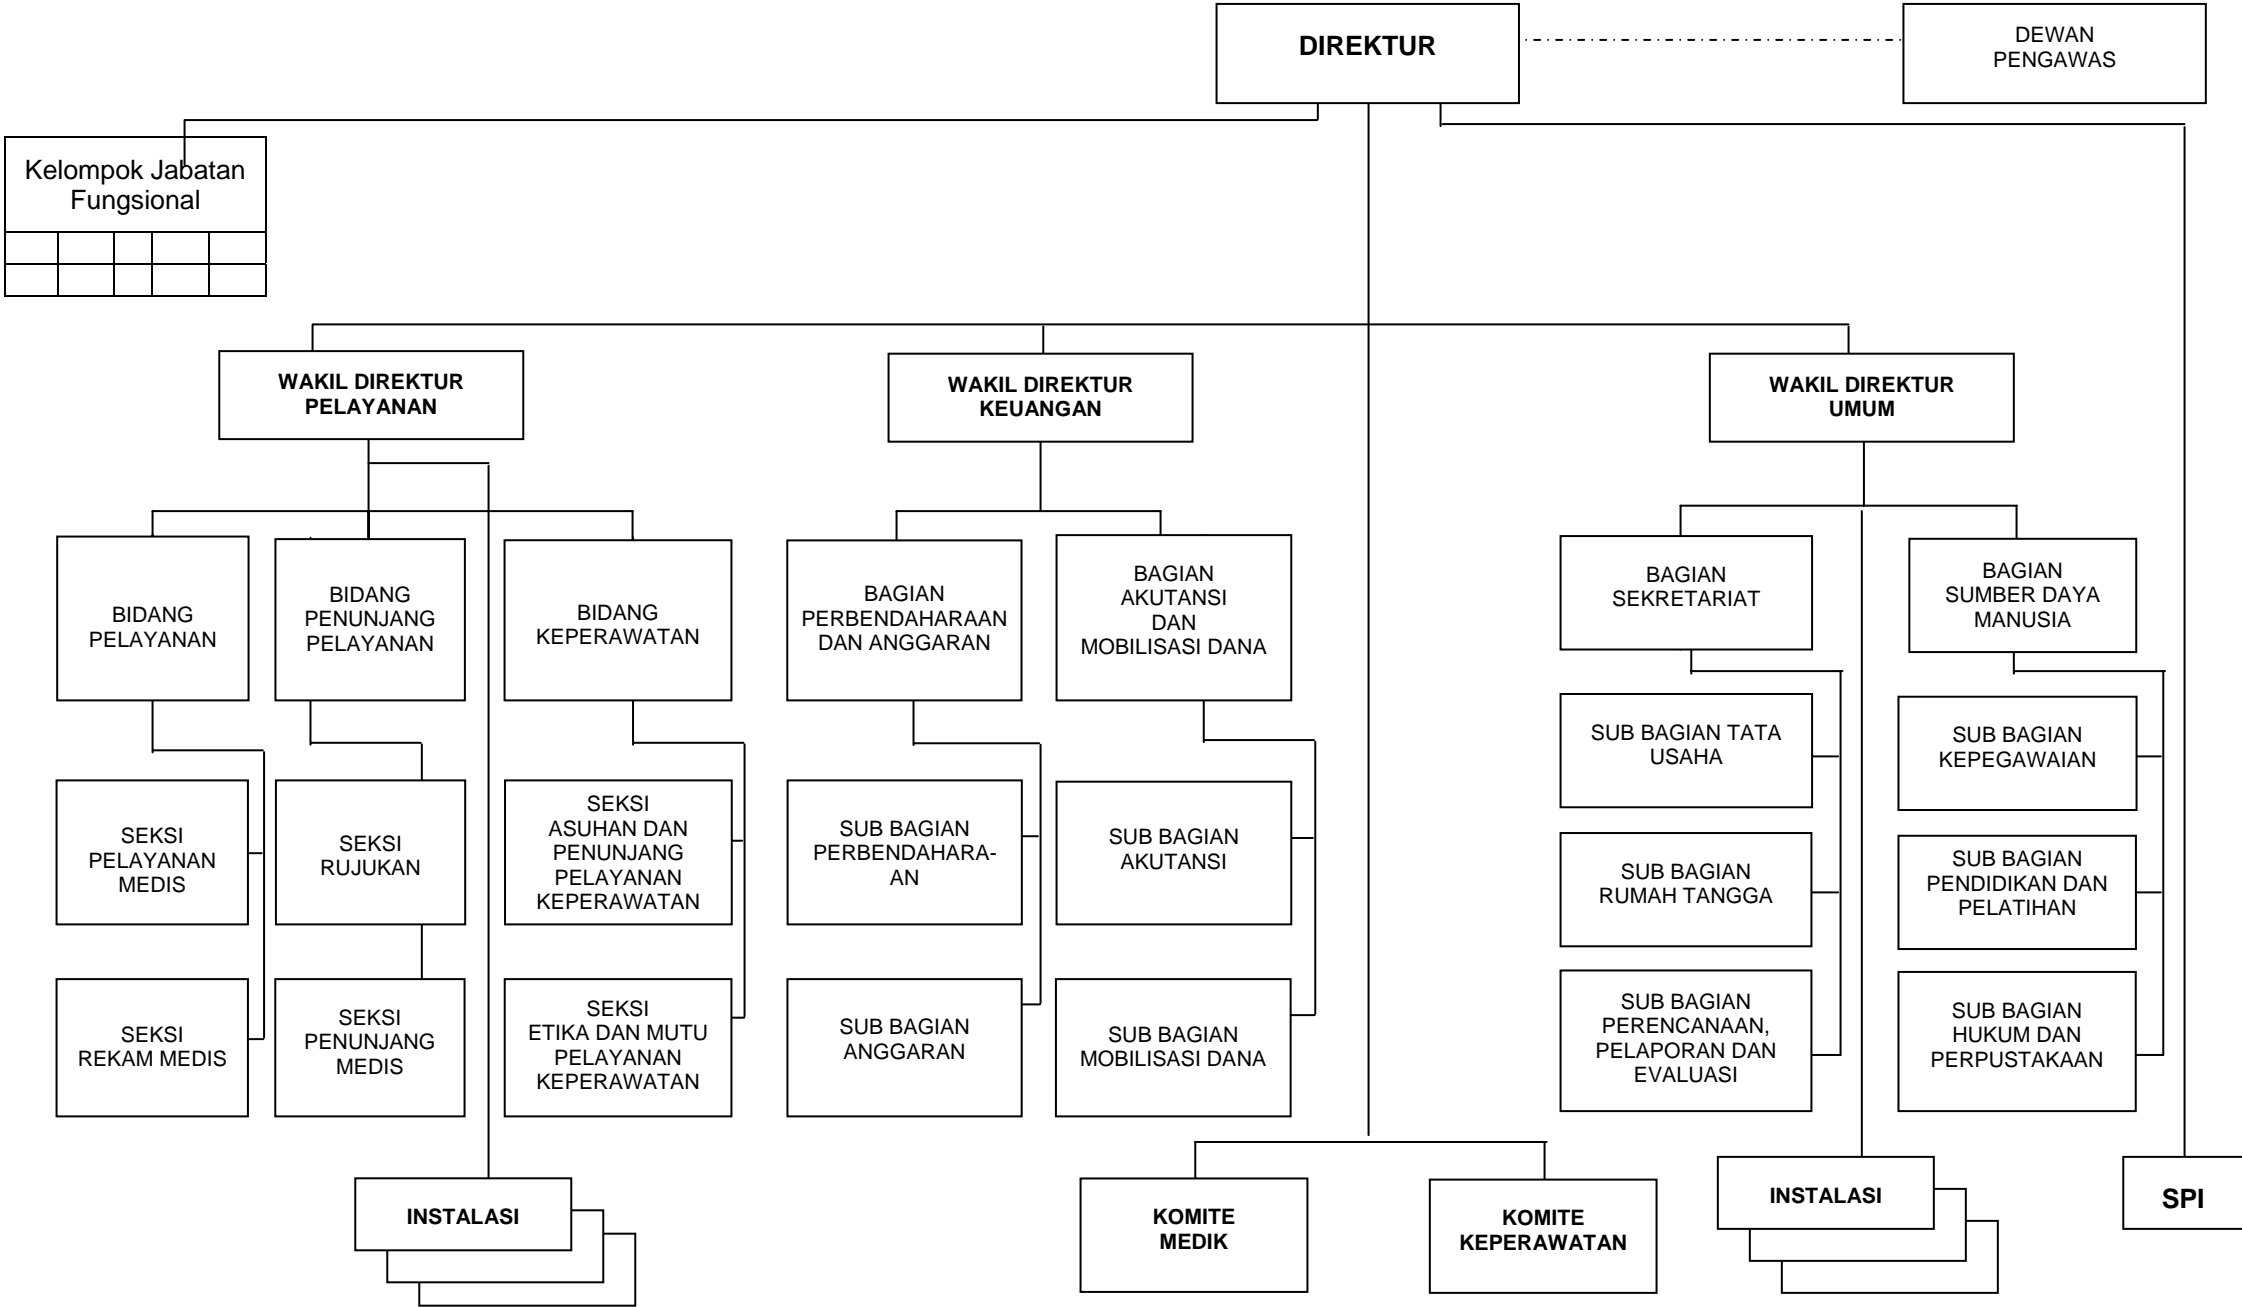 DIREKTUR
DEWAN
PENGAWAS
Kelompok Jabatan
Fungsional
WAKIL DIREKTUR
PELAYANAN
WAKIL DIREKTUR
KEUANGAN
WAKIL DIREKTUR
UMUM
BIDANG
PELAYANAN
BIDANG
PENUNJANG
PELAYANAN
BIDANG
KEPERAWATAN
BAGIAN
PERBENDAHARAAN
DAN ANGGARAN
BAGIAN
AKUTANSI
DAN
MOBILISASI DANA
BAGIAN
SEKRETARIAT
BAGIAN
SUMBER DAYA
MANUSIA
SUB BAGIAN TATA
USAHA
SUB BAGIAN
KEPEGAWAIAN
SEKSI
PELAYANAN
MEDIS
SEKSI
RUJUKAN
SEKSI
ASUHAN DAN
PENUNJANG
PELAYANAN
KEPERAWATAN
SUB BAGIAN
PERBENDAHARA-
AN
SUB BAGIAN
AKUTANSI
SUB BAGIAN
RUMAH TANGGA
SUB BAGIAN
PENDIDIKAN DAN
PELATIHAN
SEKSI
REKAM MEDIS
SEKSI
PENUNJANG
MEDIS
SEKSI
ETIKA DAN MUTU
PELAYANAN
KEPERAWATAN
SUB BAGIAN
ANGGARAN
SUB BAGIAN
MOBILISASI DANA
SUB BAGIAN
PERENCANAAN,
PELAPORAN DAN
EVALUASI
SUB BAGIAN
HUKUM DAN
PERPUSTAKAAN
INSTALASI
KOMITE
MEDIK
KOMITE
KEPERAWATAN
INSTALASI
SPI